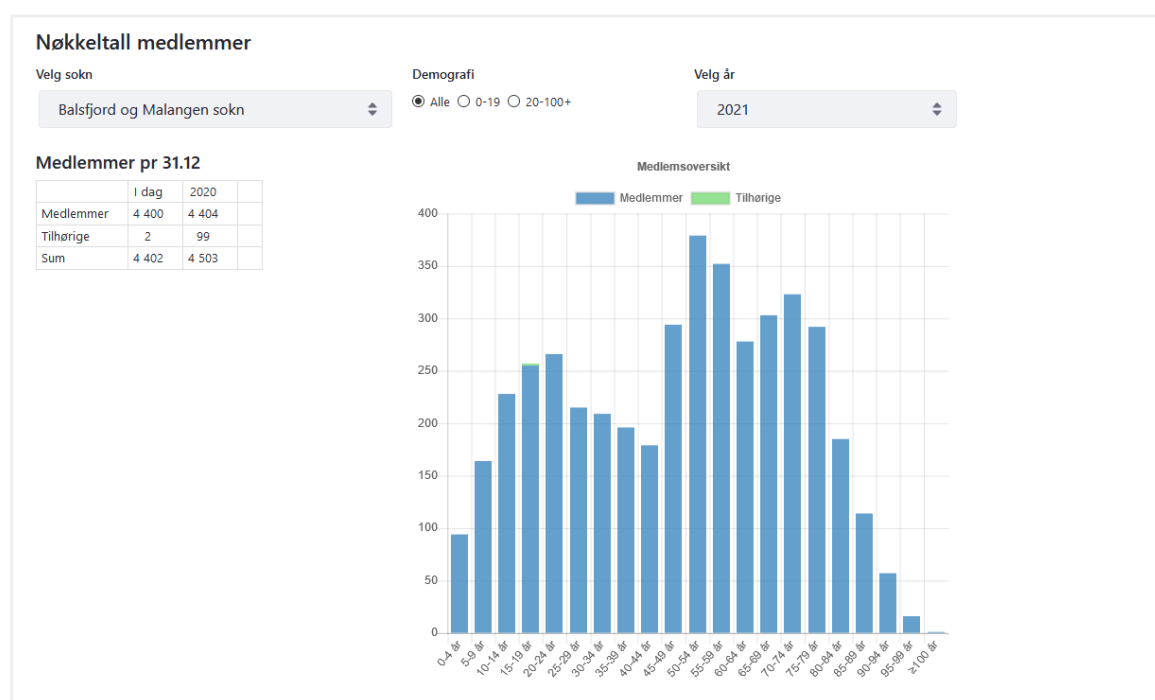 Nøkkeltall medlemmer
Velg sokn
Demografi
Velg år
Balsfjord og Malangen sokn
Alle 0-19 20-100+
2021
Medlemmer pr 31.12
I dag 2020
Medlemmer 4 400 4 404
Tilhørige 2 99
Sum 4 402 4 503
Medlemsoversikt
Medlemmer Tilhørige
400
350
300
250
200
150
100
50
0
0-4 år 5-9 år 10-14 år 15-19 år 20-24 år 25-29 år 30-34 år 35-39 år 40-44 år 45-49 år 50-54 år 55-59 år 60-64 år 65-69 år 70-74 år 75-79 år 80-84 år 85-89 år 90-94 år 95-99 år ≥100 år